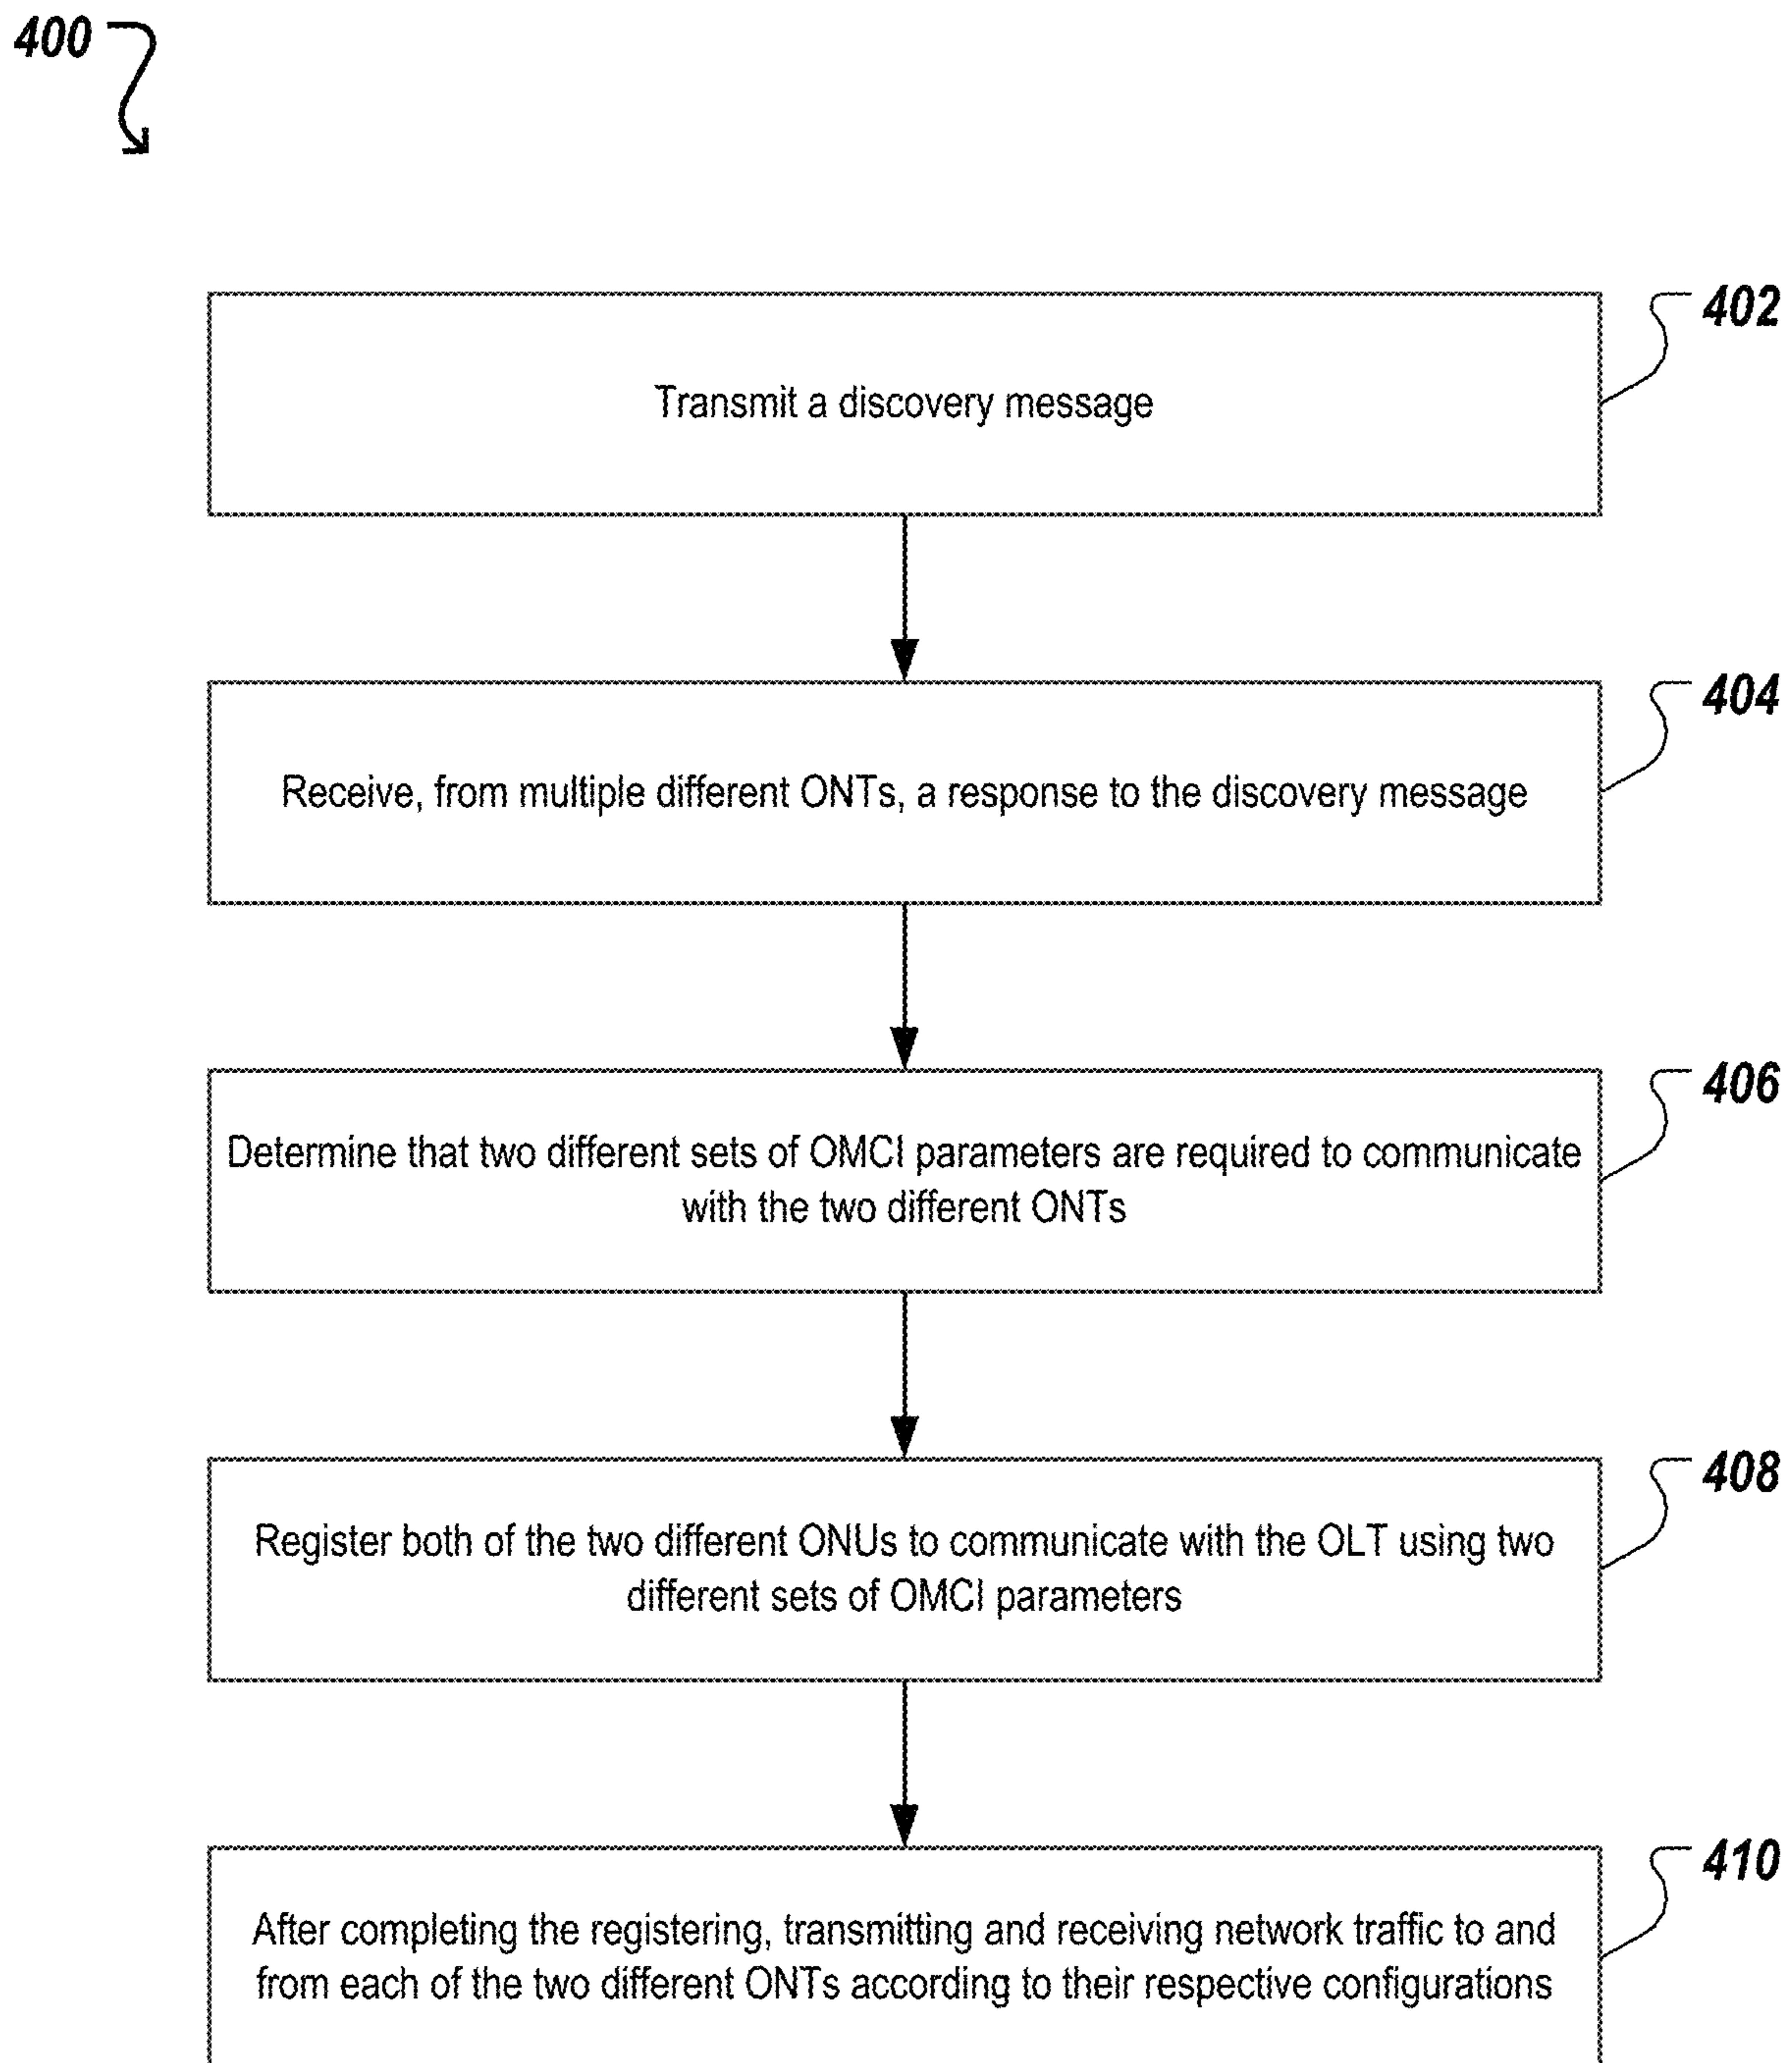 400
402
Transmit a discovery message
404
Receive, from multiple different ONTs, a response to the discovery message
406
Determine that two different sets of OMCI parameters are required to communicate
with the two different ONTs
408
Register both of the two different ONUs to communicate with the OLT using two
different sets of OMCI parameters
410
After completing the registering, transmitting and receiving network traffic to and
from each of the two different ONTs according to their respective configurations